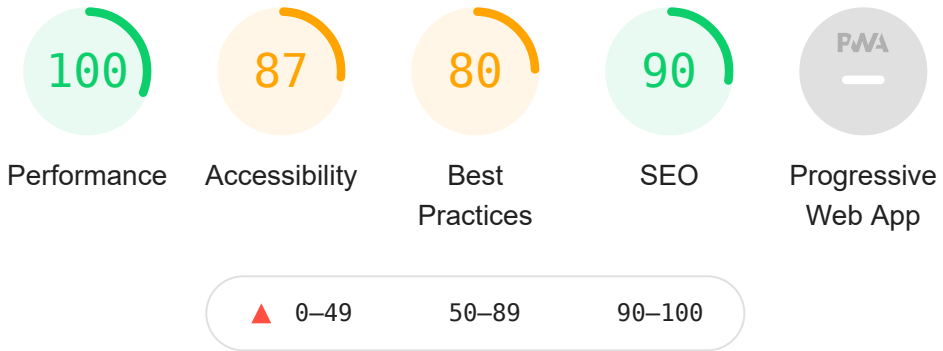 100 87 80 90 PWA
Performance Accessibility Best Practices SEO Progressive Web App
0–49 50–89 90–100